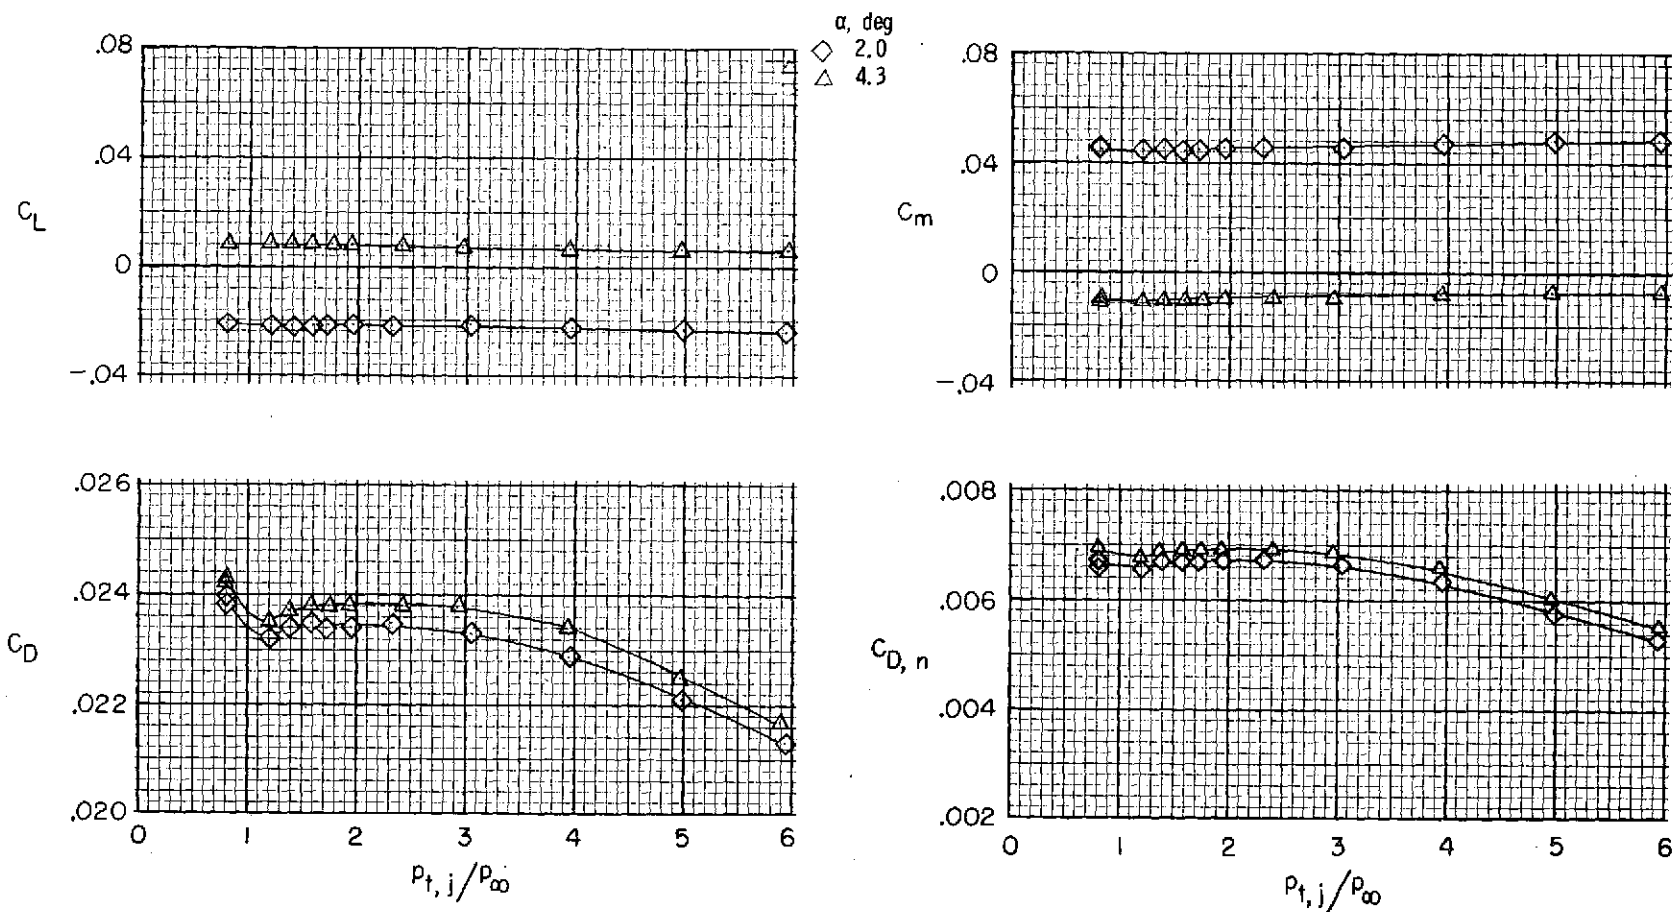 α, deg
◇ 2.0
△ 4.3
.08
.04
0
-.04
C_L
.08
.04
0
-.04
C_m
.026
.024
.022
.020
C_D
0 1 2 3 4 5 6
p_t,j/p_∞
.008
.006
.004
.002
C_D,n
0 1 2 3 4 5 6
p_t,j/p_∞